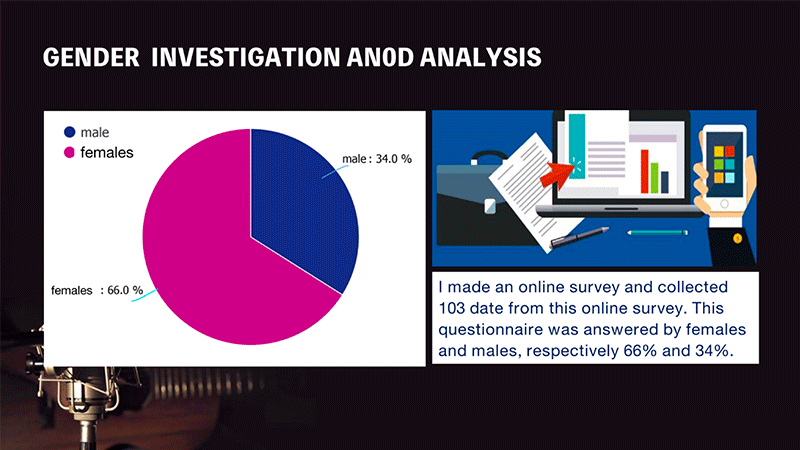 GENDER INVESTIGATION AN0D ANALYSIS
male
females
male : 34.0 %
females : 66.0 %
I made an online survey and collected
103 date from this online survey. This
questionnaire was answered by females
and males, respectively 66% and 34%.